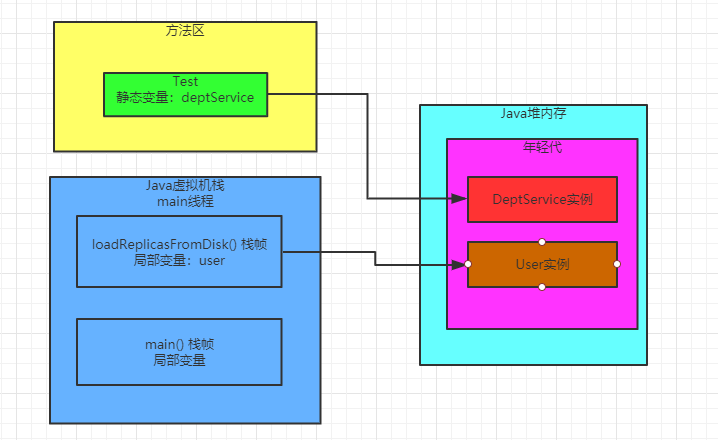 方法区
Test
静态变量：deptService
Java虚拟机栈
main线程
loadReplicasFromDisk() 栈帧
局部变量：user
main() 栈帧
局部变量
Java堆内存
年轻代
DeptService实例
User实例